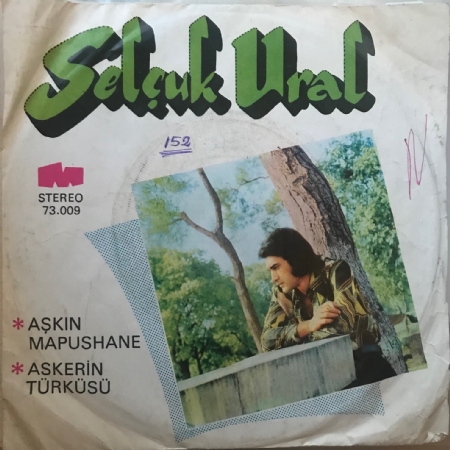 Selçuk Ural
152
M
STEREO
73.009
* AŞKIN
MAPUSHANE
* ASKERİN
TÜRKÜSÜ